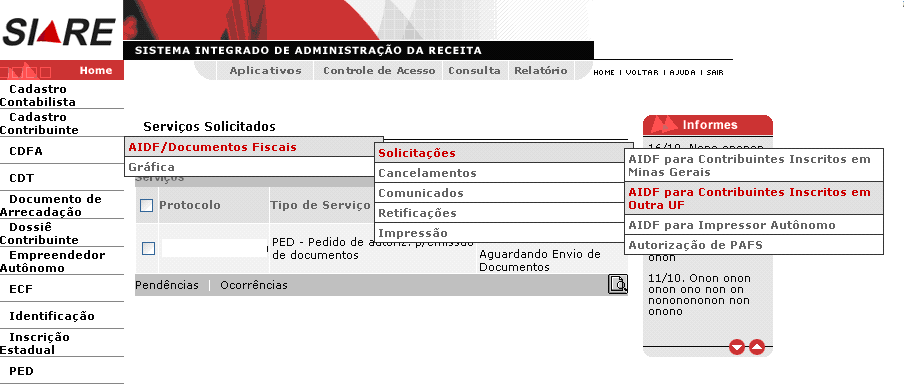 SIARE
SISTEMA INTEGRADO DE ADMINISTRAÇÃO DA RECEITA
Home
Aplicativos
Controle de Acesso
Consulta
Relatório
HOME | VOLTAR | AJUDA | SAIR
Cadastro
Contabilista
Cadastro
Contribuinte
CDFA
CDT
Documento de
Arrecadação
Dossiê
Contribuinte
Empreendedor
Autônomo
ECF
Identificação
Inscrição
Estadual
PED
Serviços Solicitados
AIDF/Documentos Fiscais
Gráfica
Solicitações
Cancelamentos
Comunicados
Retificações
Impressão
AIDF para Contribuintes Inscritos em
Minas Gerais
AIDF para Contribuintes Inscritos em
Outra UF
AIDF para Impressor Autônomo
Autorização de PAFS
Serviços
Protocolo
Tipo de Serviço
PED - Pedido de autoriz. p/emissão
de documentos
Aguardando Envio de
Documentos
Pendências | Ocorrências
Informes
16/10. Nono ononon
onon
11/10. Onon onon
onon ono non on
nononononon non
onono